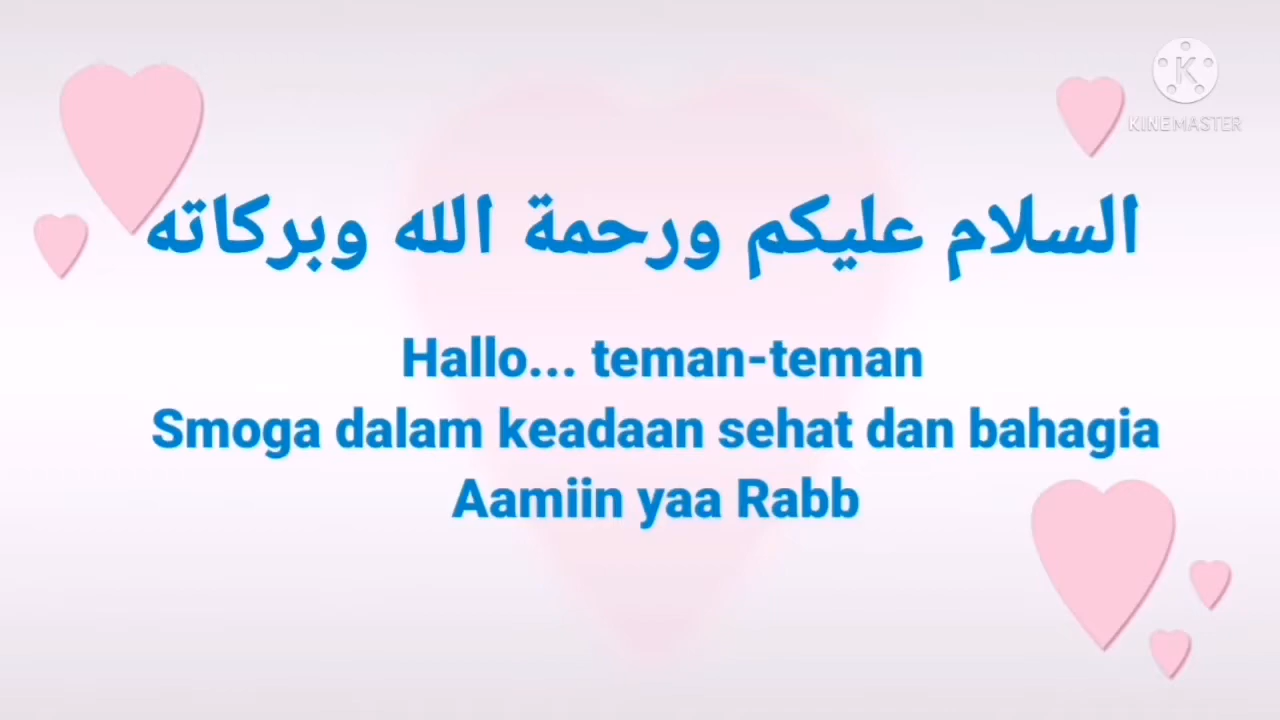 KINEMASTER
السلام عليكم ورحمة الله وبركاته
Hallo... teman-teman
Smoga dalam keadaan sehat dan bahagia
Aamiin yaa Rabb